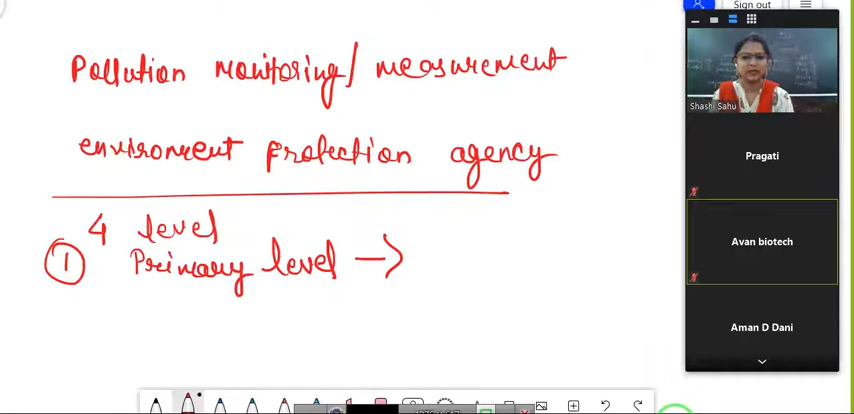 Sign out
Pollution monitoring/measurement
environment protection agency
4 level
① Primary level →
Shashi Sahu
Pragati
Avan biotech
Aman D Dani